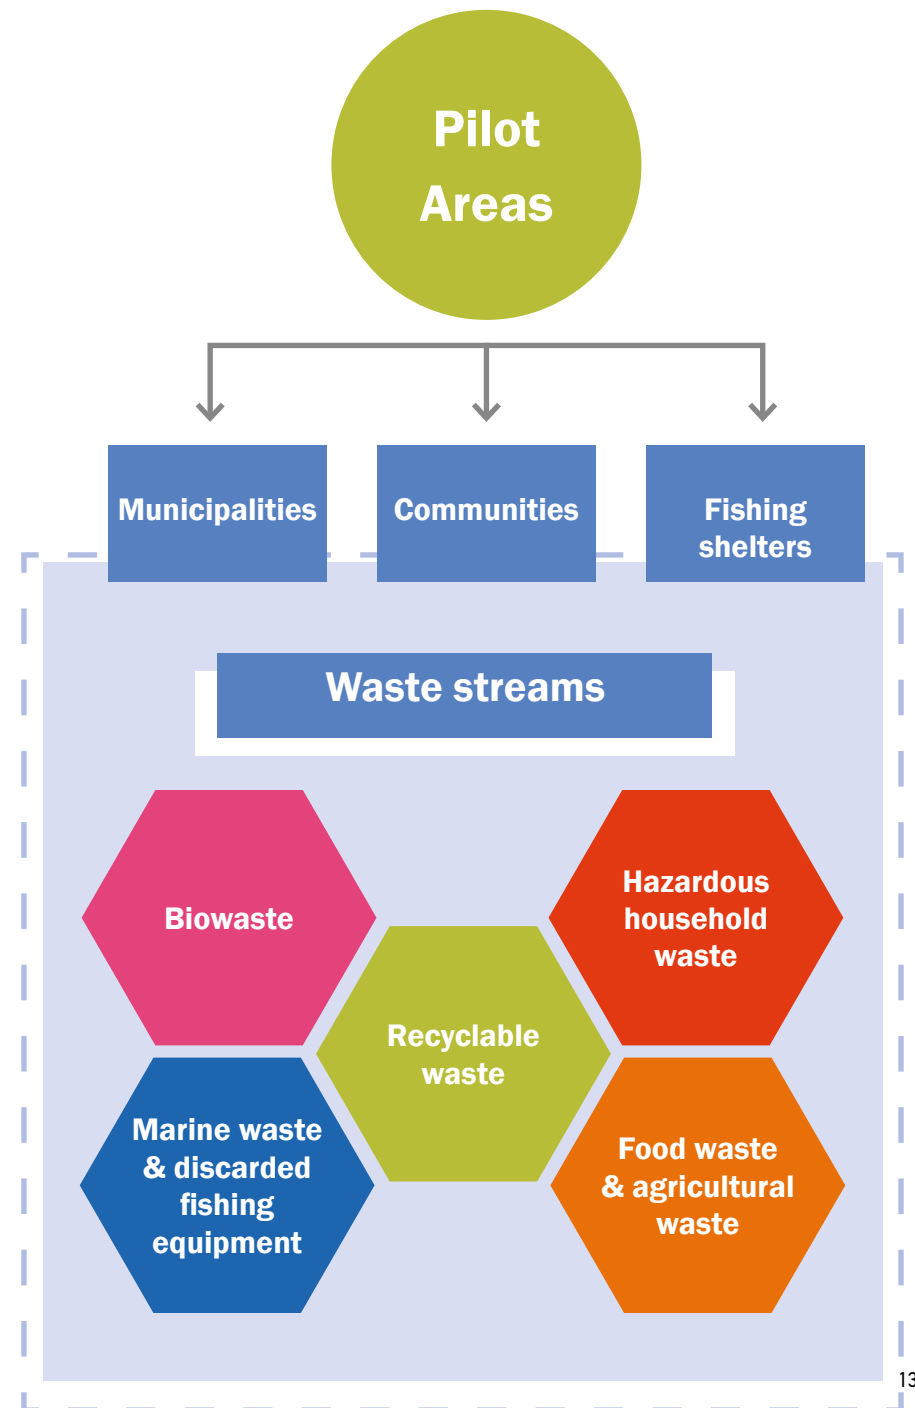 Pilot
Areas
Municipalities
Communities
Fishing
shelters
Waste streams
Biowaste
Hazardous
household
waste
Recyclable
waste
Marine waste
& discarded
fishing
equipment
Food waste
& agricultural
waste
13